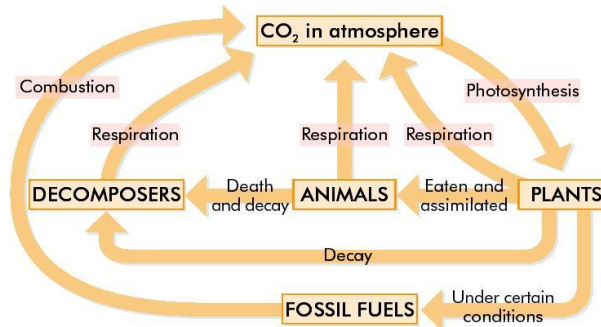 CO₂ in atmosphere
Combustion
Photosynthesis
Respiration
Respiration
Respiration
DECOMPOSERS
Death
and decay
ANIMALS
Eaten and
assimilated
PLANTS
Decay
FOSSIL FUELS
Under certain
conditions